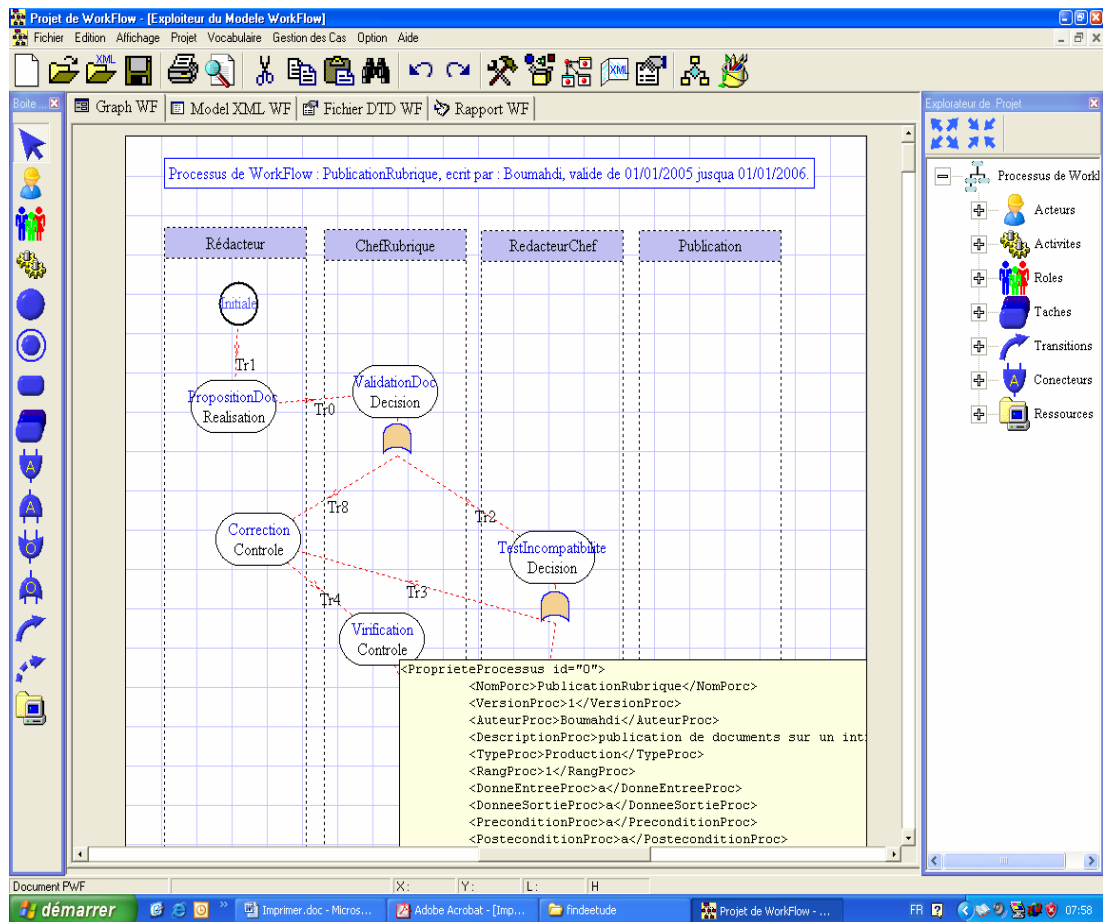 Projet de WorkFlow - [Exploiteur du Modele WorkFlow]
Fichier Edition Affichage Projet Vocabulaire Gestion des Cas Option Aide
XML
XML
Boite ...
Graph WF Model XML WF Fichier DTD WF Rapport WF
Explorateur de Projet
Processus de WorkFlow : PublicationRubrique, ecrit par : Boumahdi, valide de 01/01/2005 jusqua 01/01/2006.
Rédacteur ChefRubrique RedacteurChef Publication
Initiale
Tr1
PropositionDoc
Realisation
Tr0
ValidationDoc
Decision
Tr8
Tr2
Correction
Controle
TestIncompatibilite
Decision
Tr4
Tr3
Virification
Controle
<ProprieteProcessus id="0">
<NomPorc>PublicationRubrique</NomPorc>
<VersionProc>1</VersionProc>
<AuteurProc>Boumahdi</AuteurProc>
<DescriptionProc>publication de documents sur un int
<TypeProc>Production</TypeProc>
<RangProc>1</RangProc>
<DonneEntreeProc>a</DonneEntreeProc>
<DonneeSortieProc>a</DonneeSortieProc>
<PreconditionProc>a</PreconditionProc>
<PosteconditionProc>a</PosteconditionProc>
Processus de Workl
Acteurs
Activites
Roles
Taches
Transitions
Conecteurs
Ressources
A
A
O
O
A
Document PWF X: Y: L: H
démarrer Imprimer.doc - Micros... Adobe Acrobat - [Imp... findeetude Projet de WorkFlow - ... FR 07:58